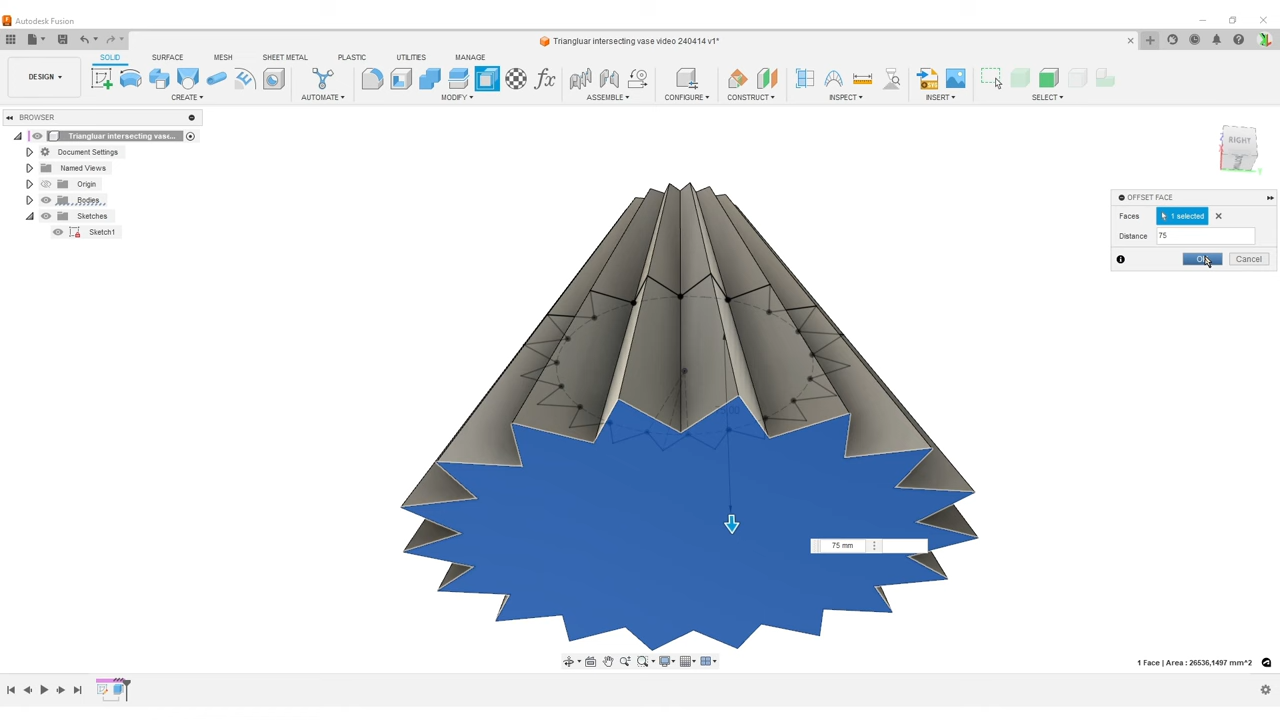 Autodesk Fusion
Triangluar intersecting vase video 240414 v1*
DESIGN
SOLID SURFACE MESH SHEET METAL PLASTIC UTILITIES MANAGE
CREATE AUTOMATE MODIFY ASSEMBLE CONFIGURE CONSTRUCT INSPECT INSERT SELECT
BROWSER
Triangluar intersecting vase...
Document Settings
Named Views
Origin
Bodies
Sketches
Sketch1
RIGHT
OFFSET FACE
Faces 1 selected
Distance 75
OK Cancel
75 mm
1 Face | Area : 26536,1497 mm^2